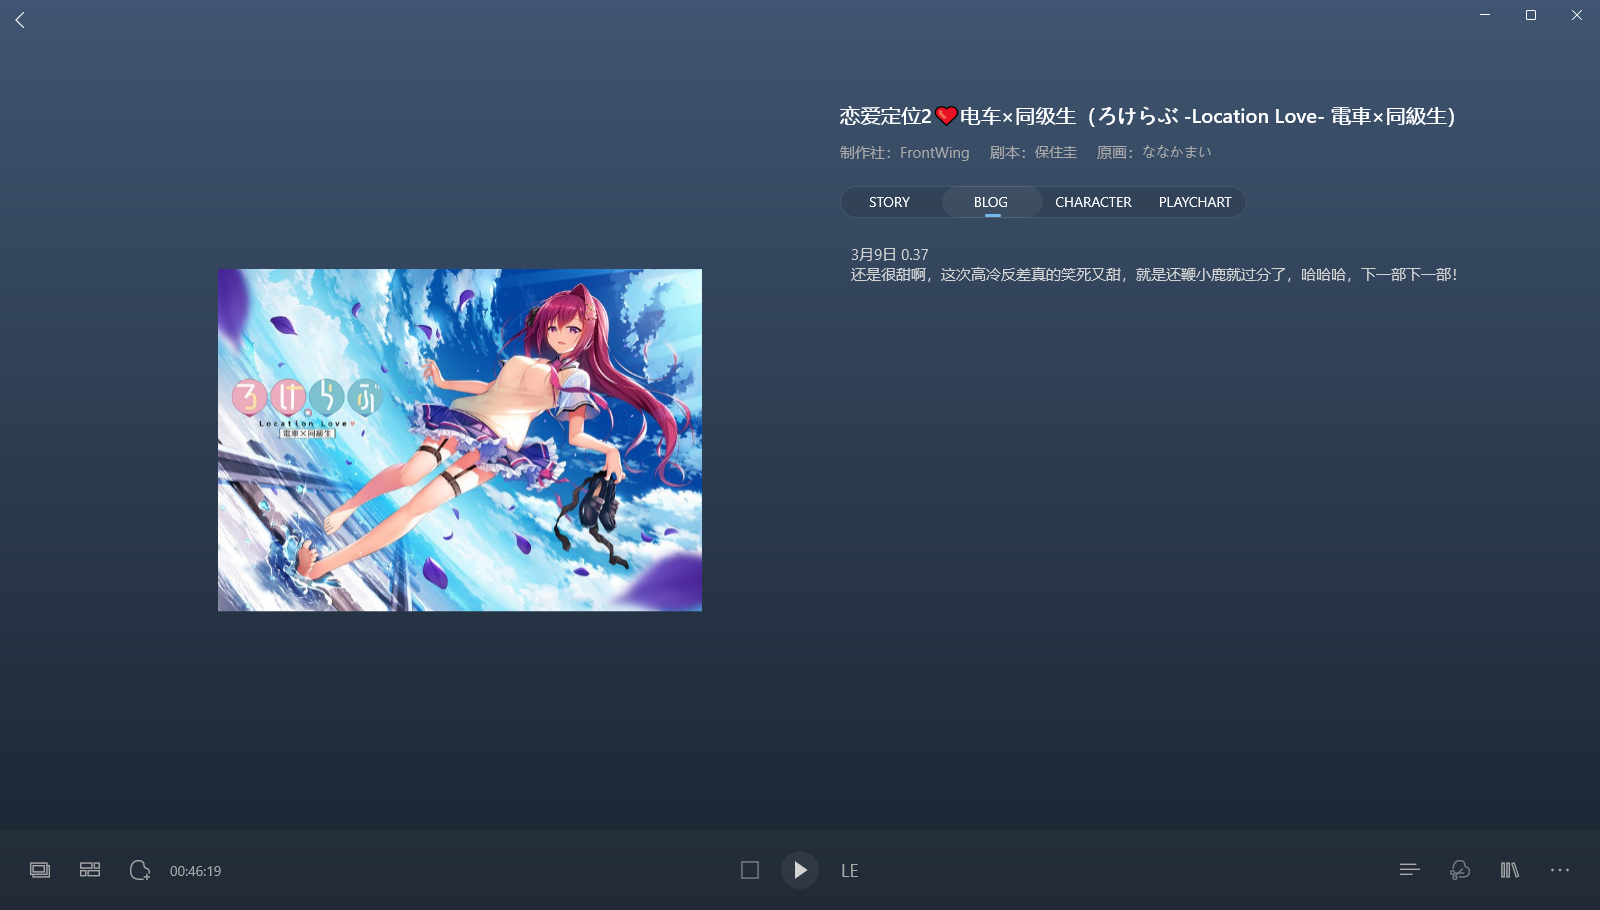 恋爱定位2❤️电车×同级生（ろけらぶ -Location Love- 電車×同級生）
制作社：FrontWing 剧本：保住圭 原画：ななかまい
STORY BLOG CHARACTER PLAYCHART
3月9日 0.37
还是很甜啊，这次高冷反差真的笑死又甜，就是还鞭小鹿就过分了，哈哈哈，下一部下一部！
ろけらぶ
Location Love
電車×同級生
00:46:19
LE